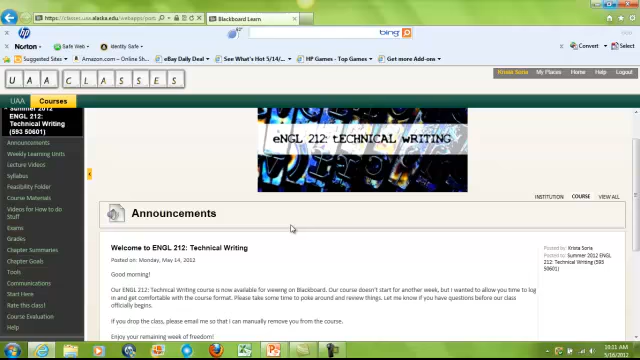 https://classes.uaa.alaska.edu/webapps/port
Blackboard Learn
hp
bing
Norton
Safe Web
Identity Safe
Convert
Select
Suggested Sites
Amazon.com – Online Sh...
eBay Daily Deal
See What's Hot 5/14
HP Games
Top Games
Get more Add-ons
UAA CLASSES
Krista Soria
My Places
Home
Help
Logout
UAA
Courses
Summer 2012
ENGL 212:
Technical Writing
(593 50601)
Announcements
Weekly Learning Units
Lecture Videos
Syllabus
Feasibility Folder
Course Materials
Videos for How to do
Stuff
Exams
Grades
Chapter Summaries
Chapter Goals
Tools
Communications
Start Here
Rate this course!
Course Evaluation
Help
eNGL 212: tECHNICAL wRITING
INSTITUTION
COURSE
VIEW ALL
Announcements
Welcome to ENGL 212: Technical Writing
Posted on: Monday, May 14, 2012
Good morning!
Our ENGL 212: Technical Writing course is now available for viewing on Blackboard. Our course doesn't start for another week, but I wanted to allow you time to log
in and get comfortable with the course format. Please take some time to poke around and review things. Let me know if you have questions before our class
officially begins.
If you drop the class, please email me so that I can manually remove you from the course.
Enjoy your remaining week of freedom!
Posted by: Krista Soria
Posted to: Summer 2012 ENGL
212: Technical Writing (593
50601)
10:11 AM
5/16/2012